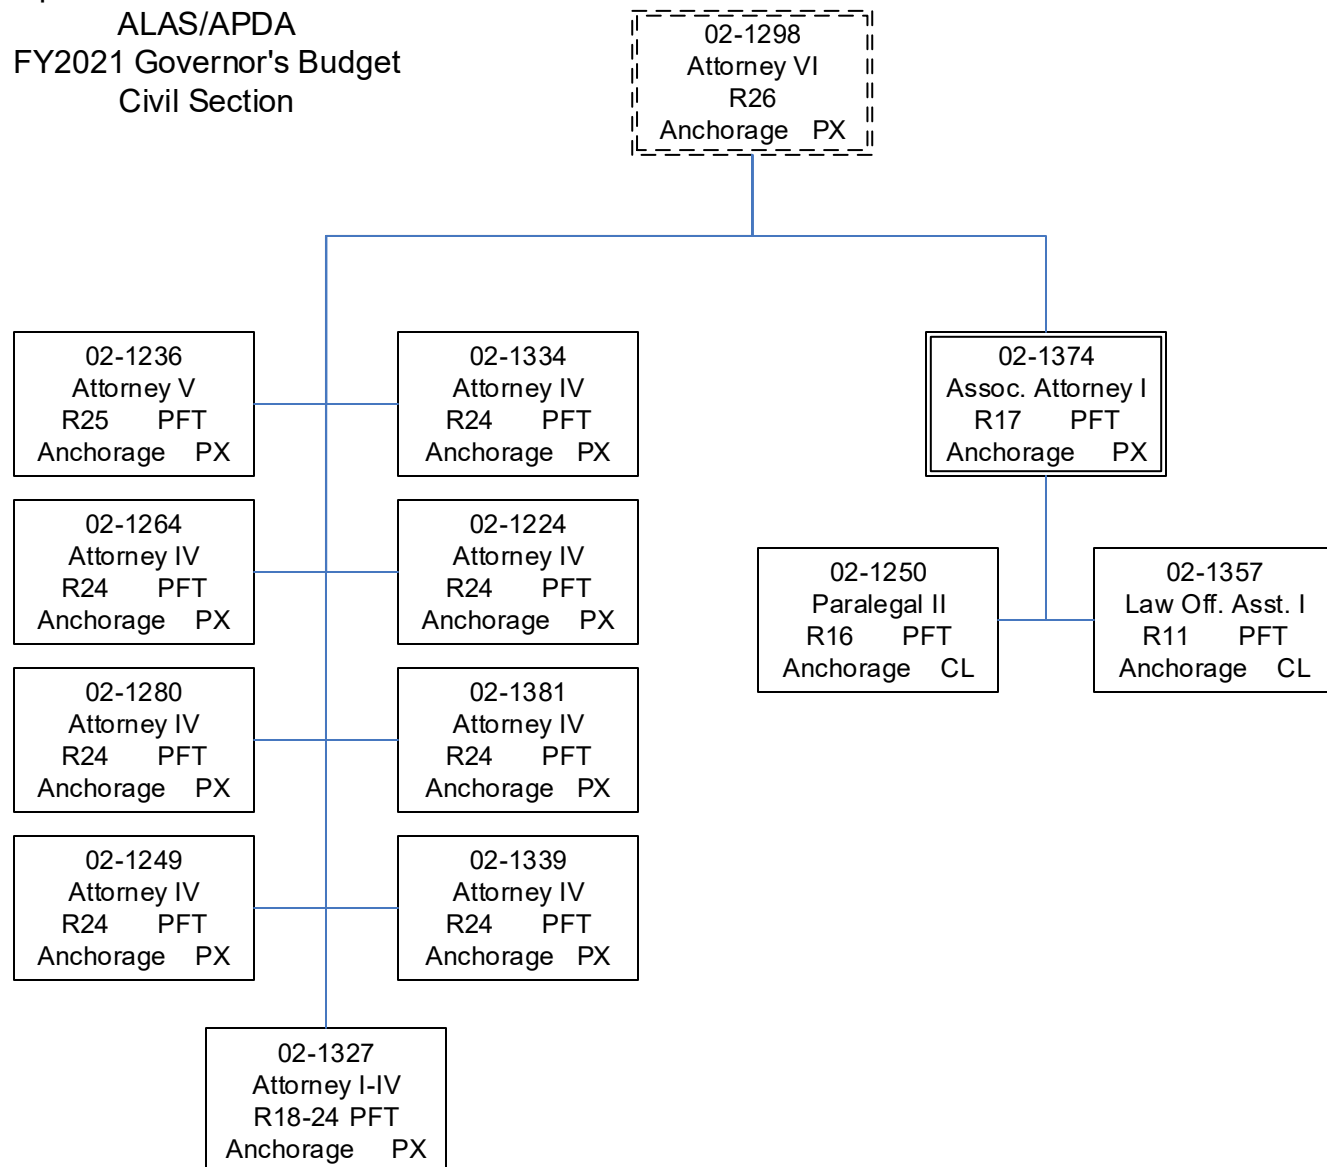 ALAS/APDA
FY2021 Governor's Budget
Civil Section
02-1298
Attorney VI
R26
Anchorage PX
02-1236
Attorney V
R25 PFT
Anchorage PX
02-1334
Attorney IV
R24 PFT
Anchorage PX
02-1374
Assoc. Attorney I
R17 PFT
Anchorage PX
02-1264
Attorney IV
R24 PFT
Anchorage PX
02-1224
Attorney IV
R24 PFT
Anchorage PX
02-1250
Paralegal II
R16 PFT
Anchorage CL
02-1357
Law Off. Asst. I
R11 PFT
Anchorage CL
02-1280
Attorney IV
R24 PFT
Anchorage PX
02-1381
Attorney IV
R24 PFT
Anchorage PX
02-1249
Attorney IV
R24 PFT
Anchorage PX
02-1339
Attorney IV
R24 PFT
Anchorage PX
02-1327
Attorney I-IV
R18-24 PFT
Anchorage PX